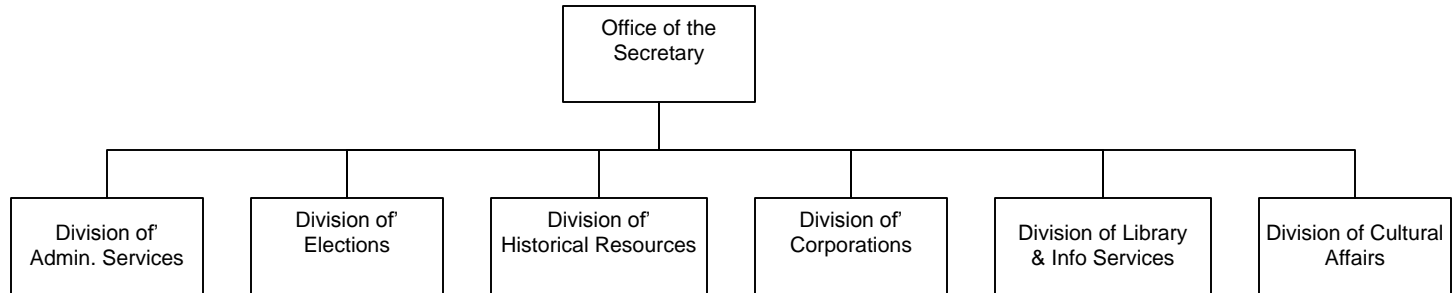 Office of the
Secretary
Division of'
Admin. Services
Division of'
Elections
Division of'
Historical Resources
Division of'
Corporations
Division of Library
& Info Services
Division of Cultural
Affairs